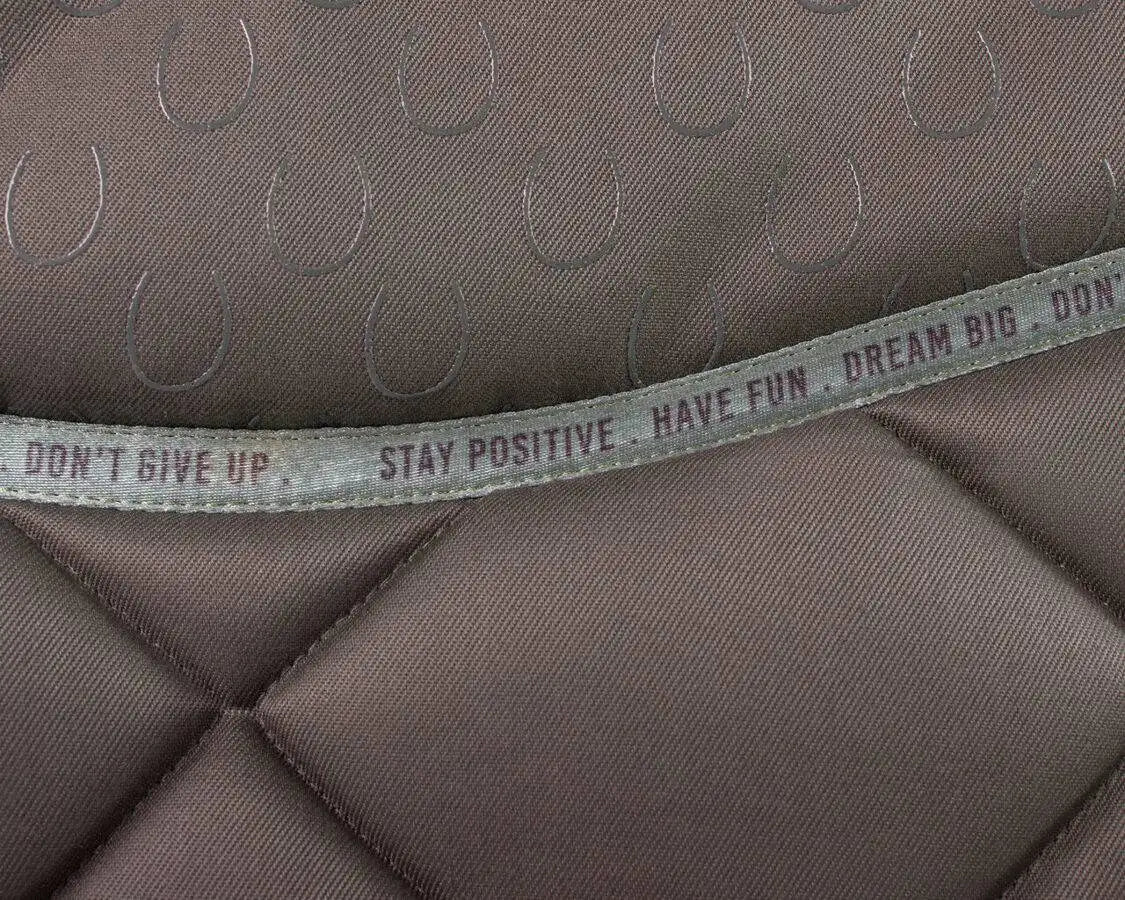 . DON'T GIVE UP . STAY POSITIVE . HAVE FUN . DREAM BIG . DON'